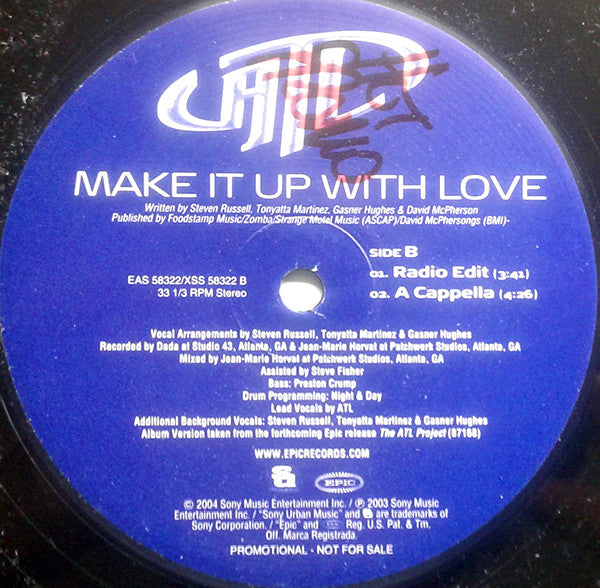 ATL
MAKE IT UP WITH LOVE
Written by Steven Russell, Tonyatta Martinez, Gasner Hughes & David McPherson
Published by Foodstamp Music/Zomba/Strange Motel Music (ASCAP)/David McPhersongs (BMI)-
SIDE B
01. Radio Edit (3:41)
02. A Cappella (4:26)
EAS 58322/XSS 58322 B
33 1/3 RPM Stereo
Vocal Arrangements by Steven Russell, Tonyatta Martinez & Gasner Hughes
Recorded by Dada at Studio 43, Atlanta, GA & Jean-Marie Horvat at Patchwerk Studios, Atlanta, GA
Mixed by Jean-Marie Horvat at Patchwerk Studios, Atlanta, GA
Assisted by Steve Fisher
Bass: Preston Crump
Drum Programming: Night & Day
Lead Vocals by ATL
Additional Background Vocals: Steven Russell, Tonyatta Martinez & Gasner Hughes
Album Version taken from the forthcoming Epic release The ATL Project (87168)
WWW.EPICRECORDS.COM
EPIC
© 2004 Sony Music Entertainment Inc. / ℗ 2003 Sony Music
Entertainment Inc. / "Sony Urban Music" and are trademarks of
Sony Corporation. / "Epic" and Reg. U.S. Pat. & Tm.
Off. Marca Registrada.
PROMOTIONAL - NOT FOR SALE